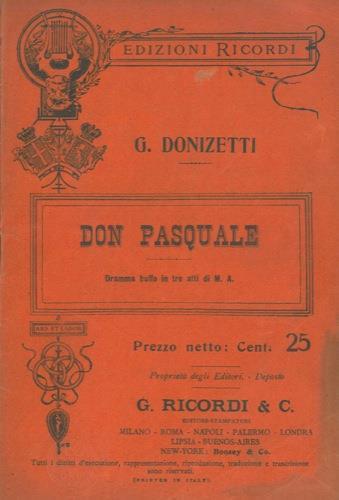 EDIZIONI RICORDI
G. DONIZETTI
DON PASQUALE
Dramma buffo in tre atti di M. A.
ARS ET LABOR
Prezzo netto: Cent. 25
Proprietà degli Editori. - Deposto
G. RICORDI & C.
EDITORI-STAMPATORI
MILANO - ROMA - NAPOLI - PALERMO - LONDRA
LIPSIA - BUENOS-AIRES
NEW-YORK: Boosey & Co.
Tutti i diritti d'esecuzione, rappresentazione, riproduzione, traduzione e trascrizione
sono riservati.
(PRINTED IN ITALY)